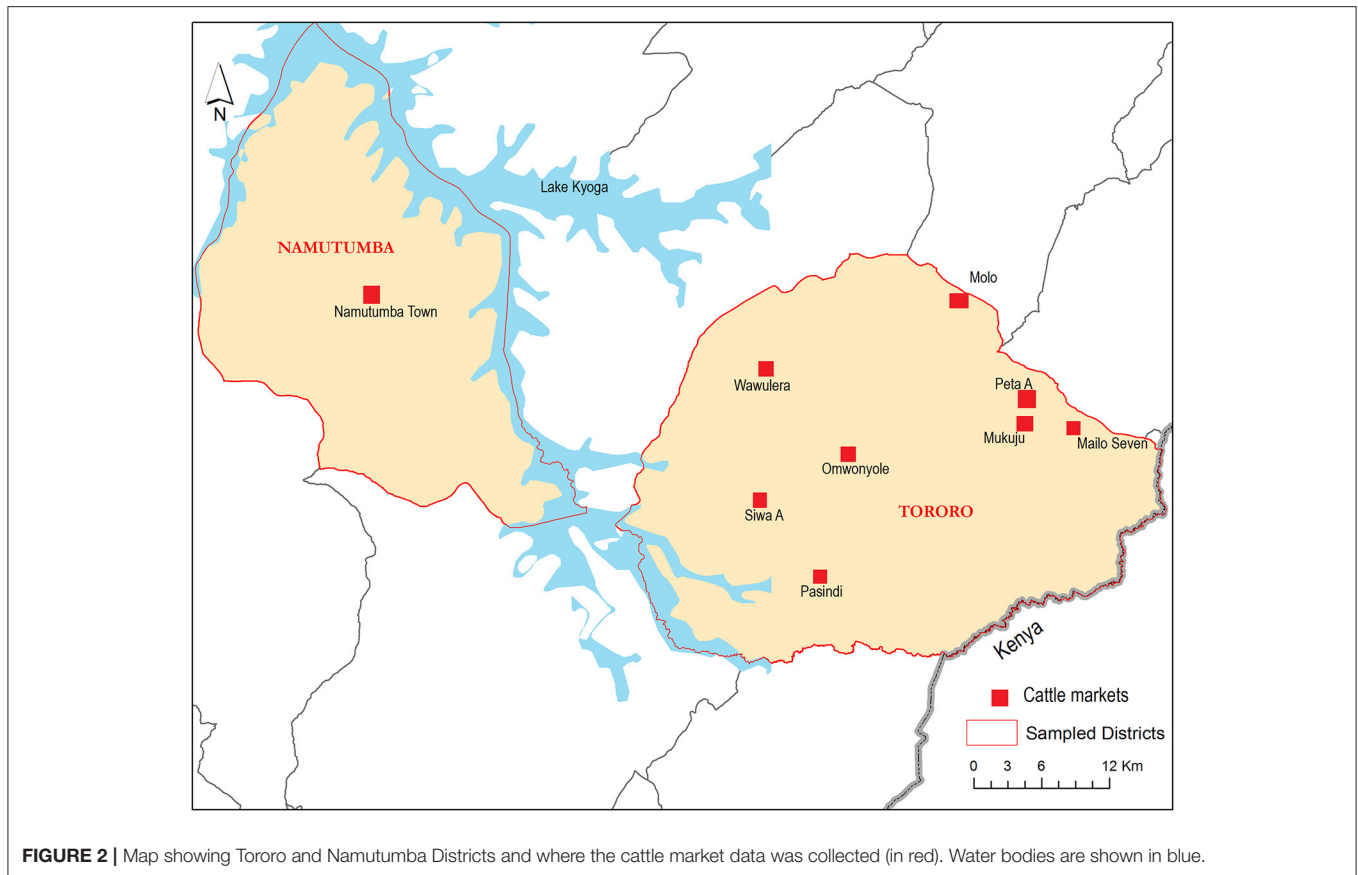 N
Lake Kyoga
NAMUTUMBA
Namutumba Town
Molo
Wawulera
Peta A
Mukuju
Mailo Seven
Omwonyole
Siwa A
TORORO
Pasindi
Kenya
Cattle markets
Sampled Districts
0 3 6 12 Km
FIGURE 2 | Map showing Tororo and Namutumba Districts and where the cattle market data was collected (in red). Water bodies are shown in blue.